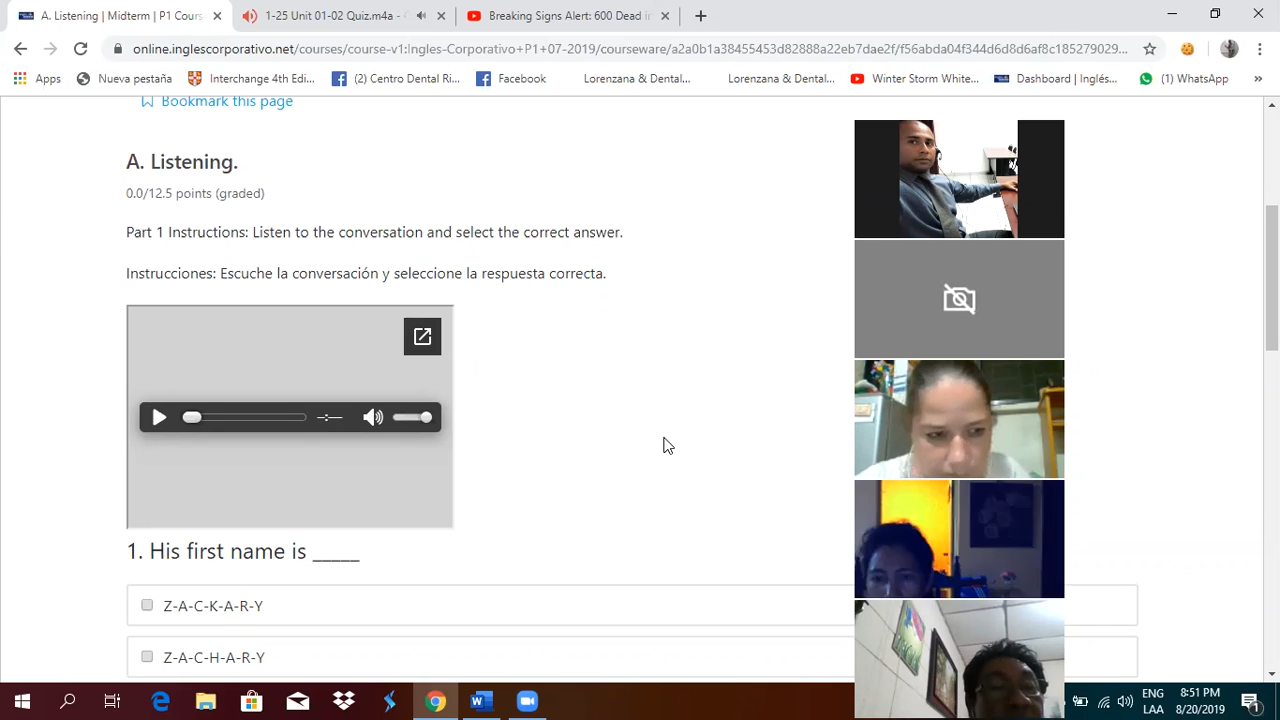 A. Listening | Midterm | P1 Cours
1-25 Unit 01-02 Quiz.m4a -
Breaking Signs Alert: 600 Dead in
online.inglescorporativo.net/courses/course-v1:Ingles-Corporativo+P1+07-2019/courseware/a2a0b1a38455453d82888a22eb7dae2f/f56abda04f344d6d8d6af8c185279029...
Apps
Nueva pestaña
Interchange 4th Edi...
(2) Centro Dental Ri...
Facebook
Lorenzana & Dental...
Lorenzana & Dental...
Winter Storm White...
Dashboard | Inglés...
(1) WhatsApp
»
Bookmark this page
A. Listening.
0.0/12.5 points (graded)
Part 1 Instructions: Listen to the conversation and select the correct answer.
Instrucciones: Escuche la conversación y seleccione la respuesta correcta.
-:-
1. His first name is _____
Z-A-C-K-A-R-Y
Z-A-C-H-A-R-Y
ENG
LAA
8:51 PM
8/20/2019
1